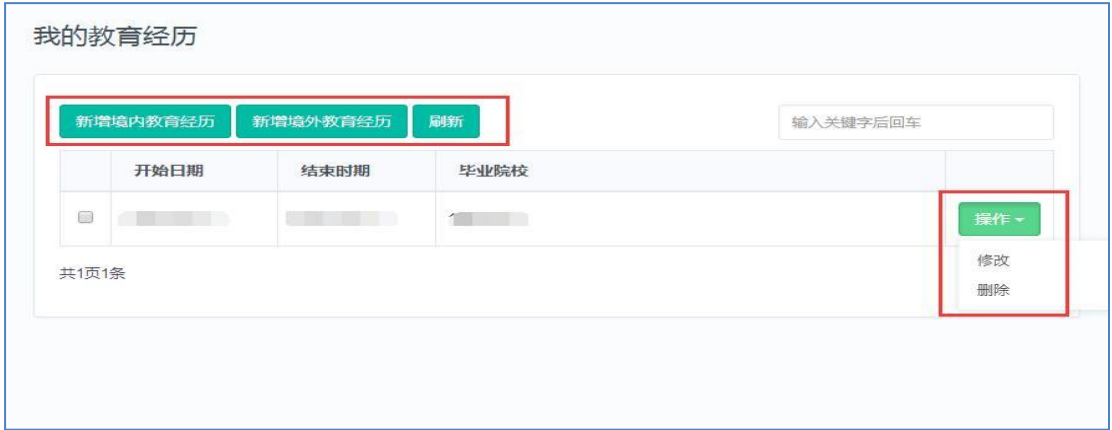 我的教育经历
新增境内教育经历 新增境外教育经历 刷新 输入关键字后回车
开始日期 结束时期 毕业院校
操作
修改
删除
共1页1条